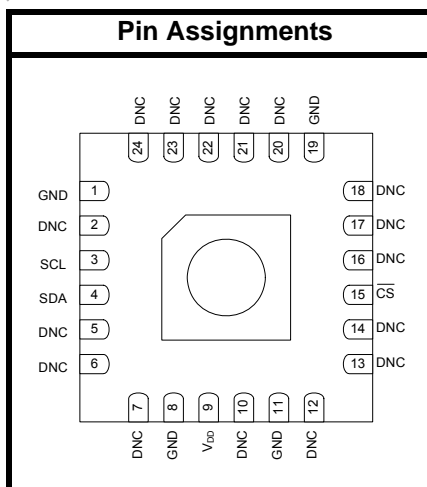 Pin Assignments
DNC DNC DNC DNC DNC GND
24 23 22 21 20 19
GND 1
DNC 2
SCL 3
SDA 4
DNC 5
DNC 6
18 DNC
17 DNC
16 DNC
15 C̅S̅
14 DNC
13 DNC
7 8 9 10 11 12
DNC GND VDD DNC GND DNC